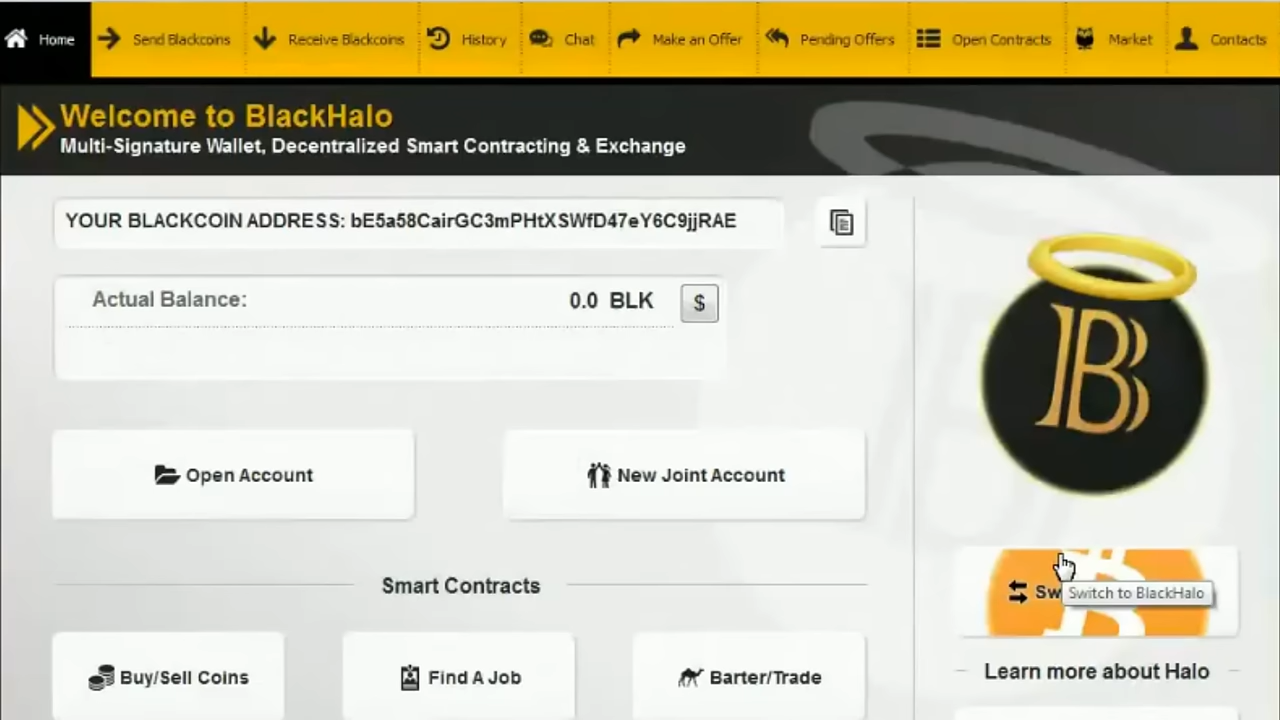 Home
Send Blackcoins
Receive Blackcoins
History
Chat
Make an Offer
Pending Offers
Open Contracts
Market
Contacts
Welcome to BlackHalo
Multi-Signature Wallet, Decentralized Smart Contracting & Exchange
YOUR BLACKCOIN ADDRESS: bE5a58CairGC3mPHtXSWfD47eY6C9jjRAE
Actual Balance: 0.0 BLK $
Open Account
New Joint Account
Smart Contracts
Buy/Sell Coins
Find A Job
Barter/Trade
B
Sw
Switch to BlackHalo
Learn more about Halo